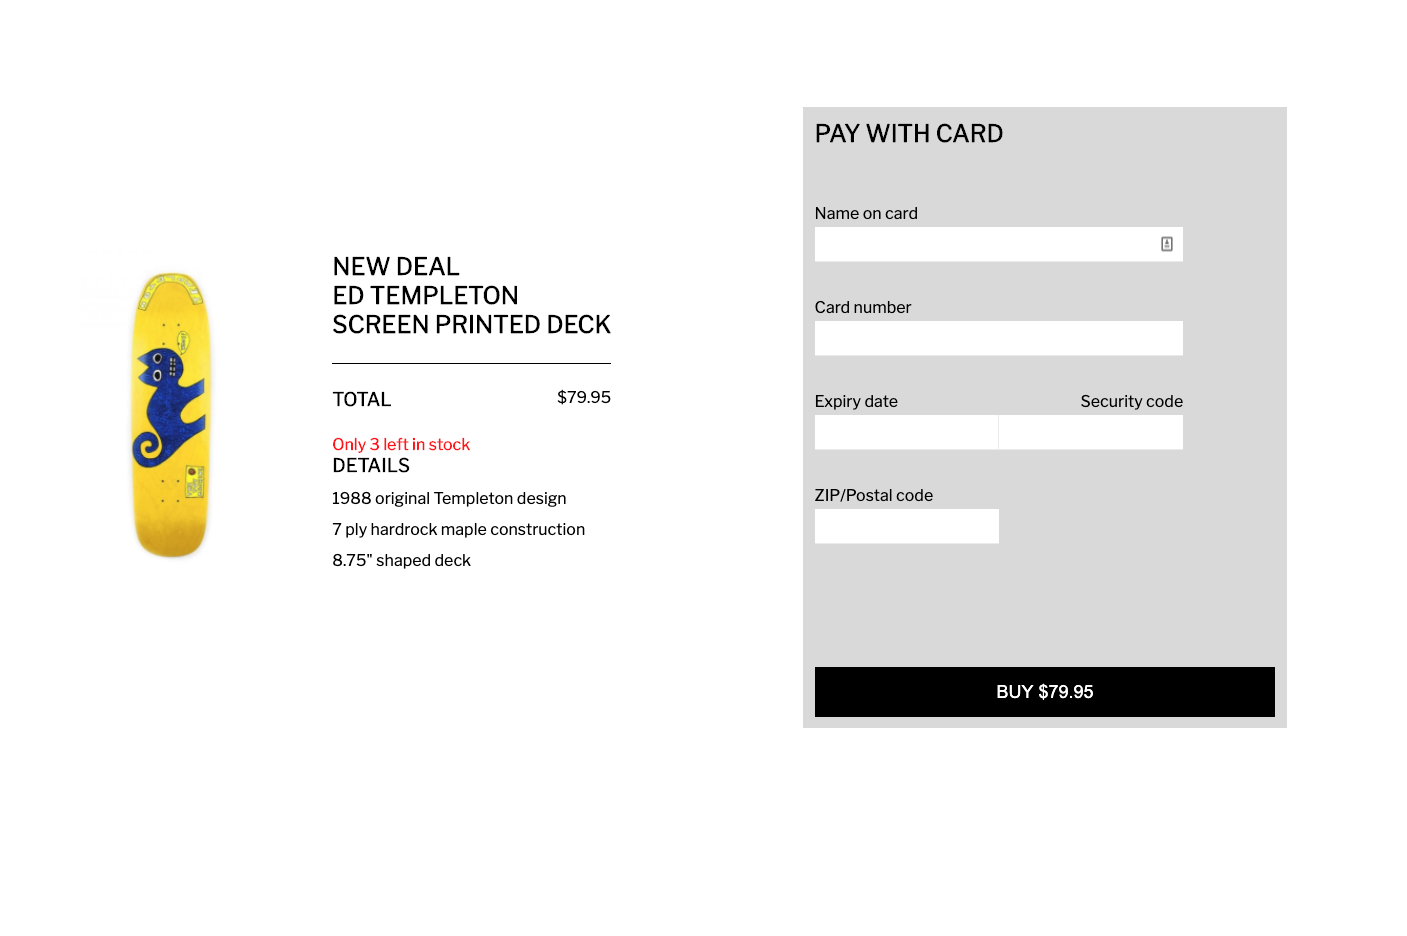 NEW DEAL
ED TEMPLETON
SCREEN PRINTED DECK
TOTAL $79.95
Only 3 left in stock
DETAILS
1988 original Templeton design
7 ply hardrock maple construction
8.75" shaped deck
PAY WITH CARD
Name on card
Card number
Expiry date Security code
ZIP/Postal code
BUY $79.95